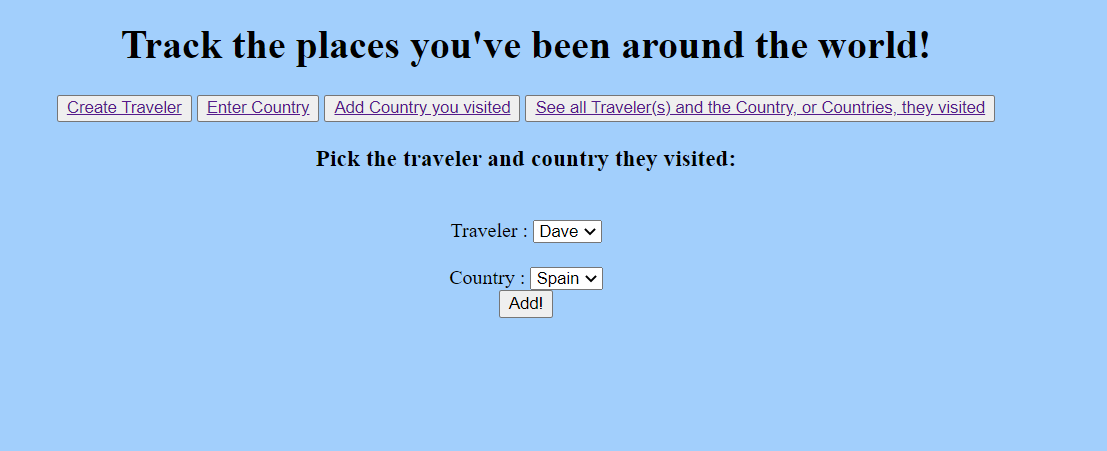 Track the places you've been around the world!
Create Traveler Enter Country Add Country you visited See all Traveler(s) and the Country, or Countries, they visited
Pick the traveler and country they visited:
Traveler : Dave
Country : Spain
Add!